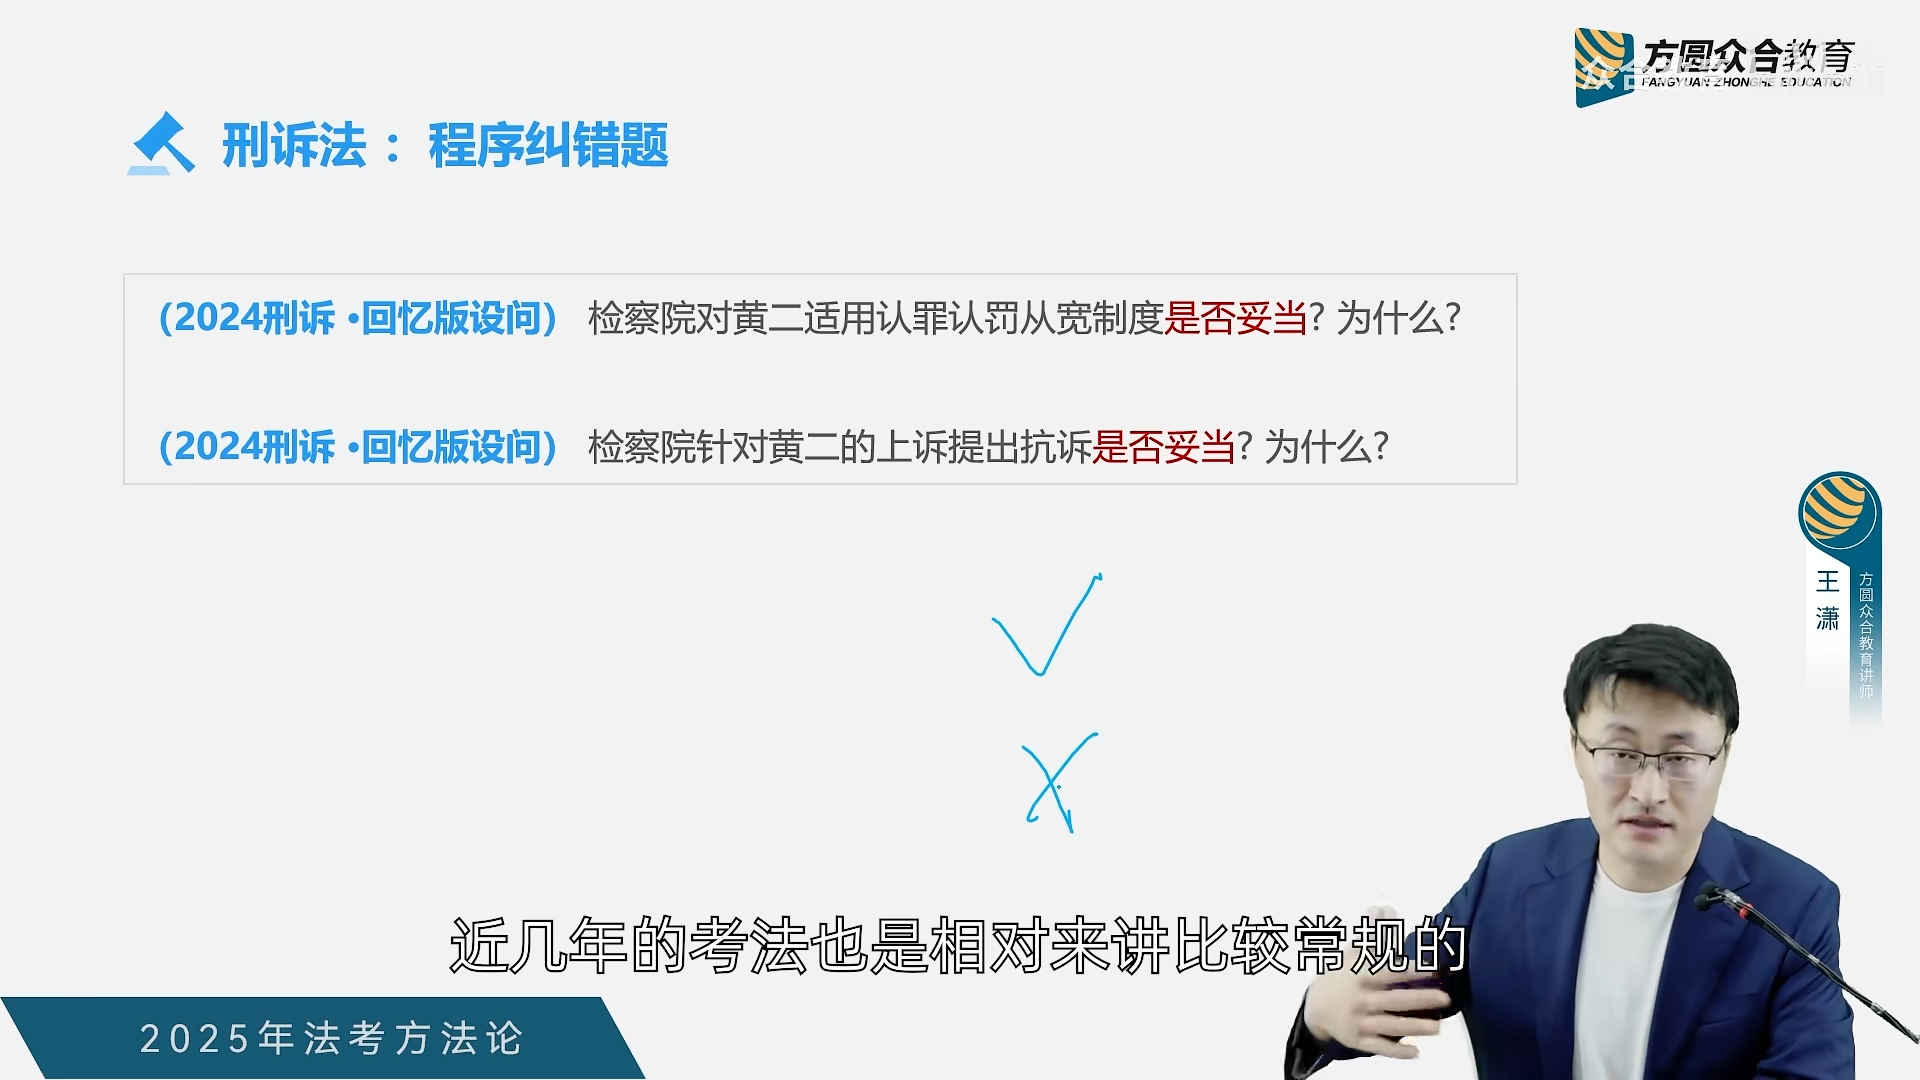 方圆众合教育
FANGYUAN ZHONGHE EDUCATION
刑诉法：程序纠错题
（2024刑诉·回忆版设问） 检察院对黄二适用认罪认罚从宽制度是否妥当？为什么？
（2024刑诉·回忆版设问） 检察院针对黄二的上诉提出抗诉是否妥当？为什么？
王潇
方圆众合教育讲师
近几年的考法也是相对来讲比较常规的
2025年法考方法论